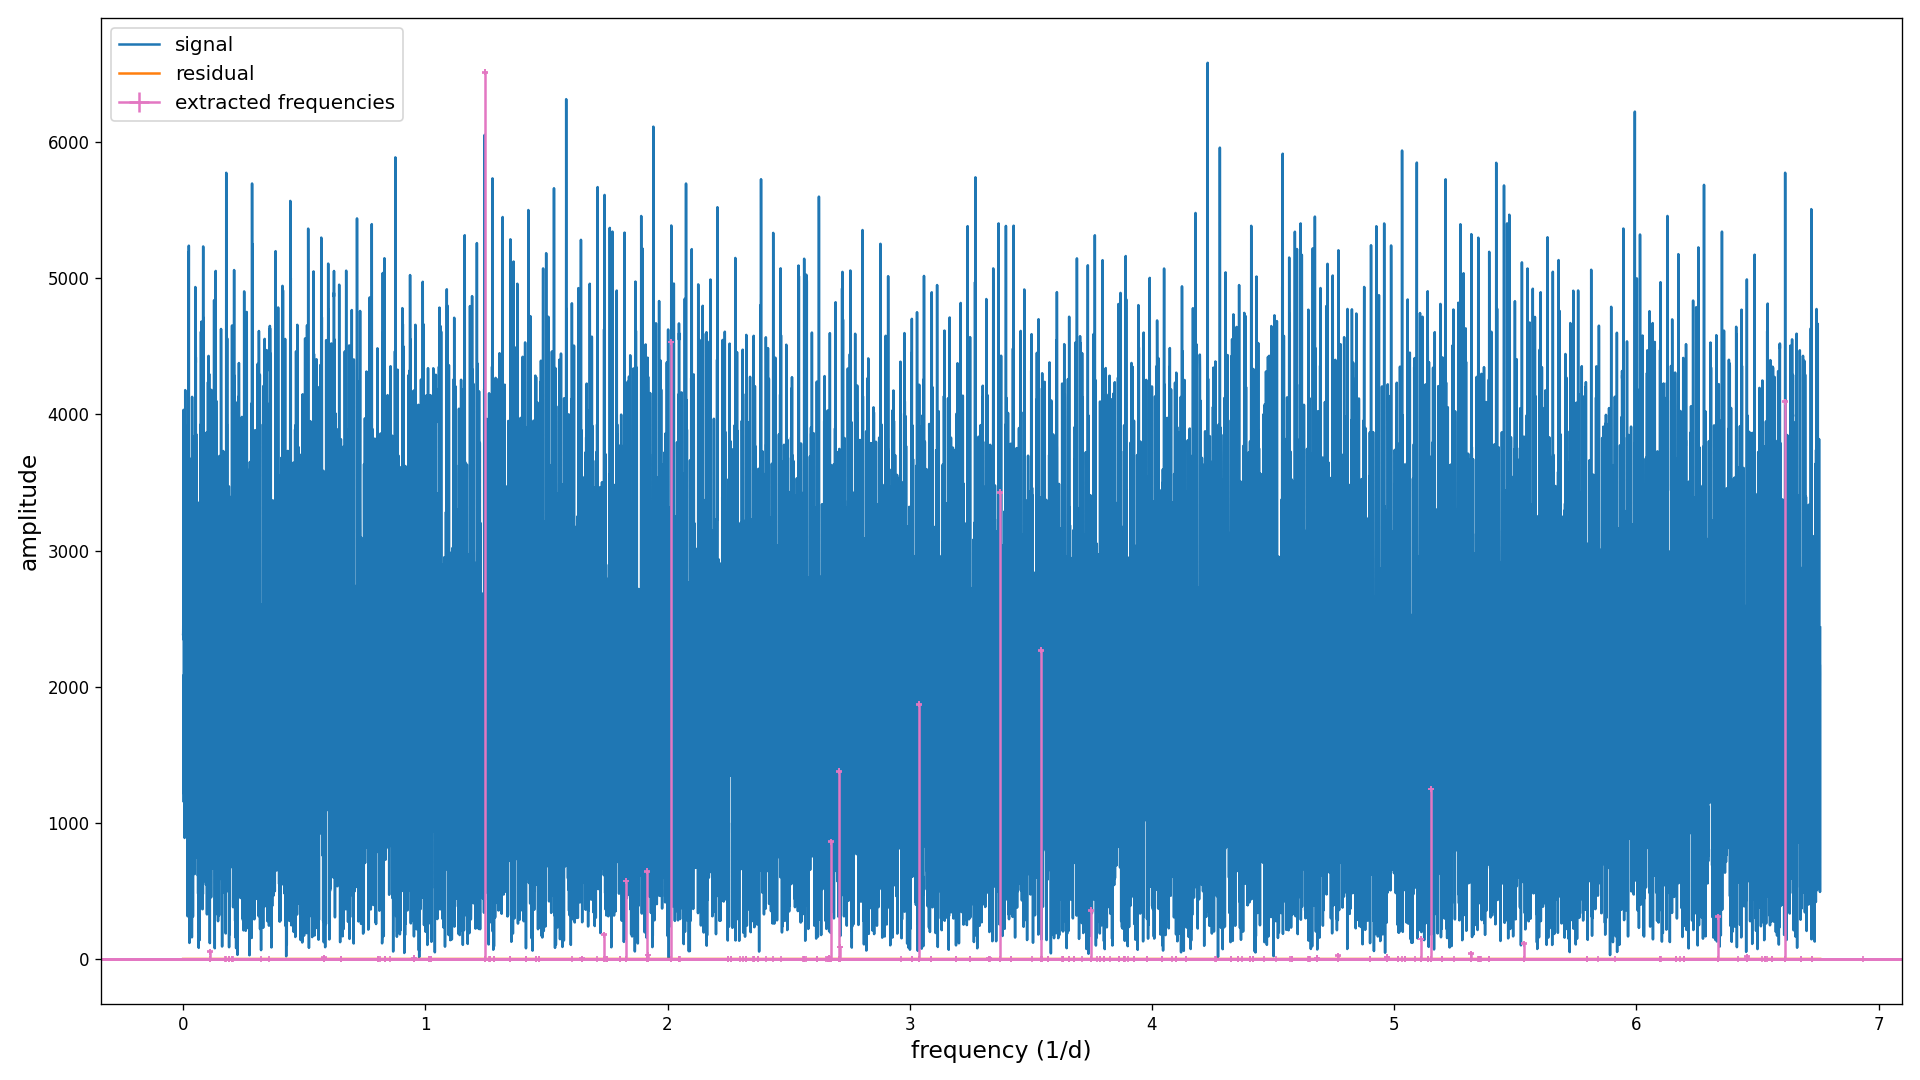 signal
residual
extracted frequencies
amplitude
6000
5000
4000
3000
2000
1000
0
0 1 2 3 4 5 6 7
frequency (1/d)